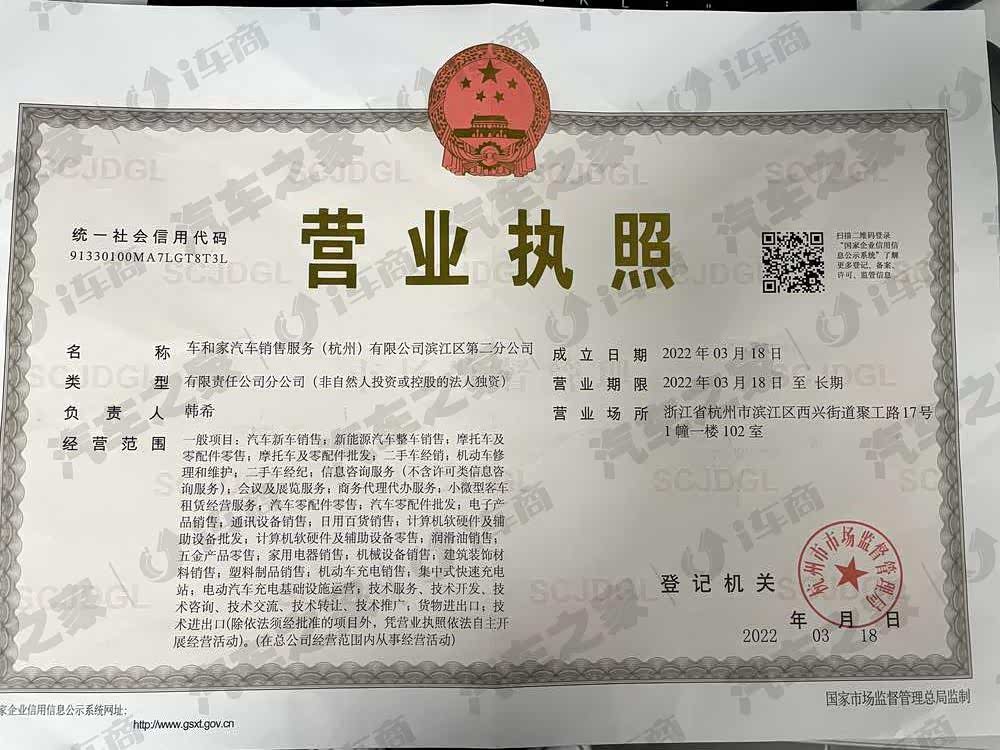 营业执照
统一社会信用代码
91330100MA7LGT8T3L
扫描二维码登录
“国家企业信用信
息公示系统”了解
更多登记、备案、
许可、监管信息
名称 车和家汽车销售服务（杭州）有限公司滨江区第二分公司
类型 有限责任公司分公司（非自然人投资或控股的法人独资）
负责人 韩希
经营范围 一般项目：汽车新车销售；新能源汽车整车销售；摩托车及
零配件零售；摩托车及零配件批发；二手车经销；机动车修
理和维护；二手车经纪；信息咨询服务（不含许可类信息咨
询服务）；会议及展览服务；商务代理代办服务；小微型客车
租赁经营服务；汽车零配件零售；汽车零配件批发；电子产
品销售；通讯设备销售；日用百货销售；计算机软硬件及辅
助设备批发；计算机软硬件及辅助设备零售；润滑油销售；
五金产品零售；家用电器销售；机械设备销售；建筑装饰材
料销售；塑料制品销售；机动车充电销售；集中式快速充电
站；电动汽车充电基础设施运营；技术服务、技术开发、技
术咨询、技术交流、技术转让、技术推广；货物进出口；技
术进出口(除依法须经批准的项目外，凭营业执照依法自主开
展经营活动)。(在总公司经营范围内从事经营活动)
成立日期 2022年03月18日
营业期限 2022年03月18日 至 长期
营业场所 浙江省杭州市滨江区西兴街道聚工路17号
1幢一楼102室
登记机关
杭州市市场监督管理局
年 月 日
2022 03 18
家企业信用信息公示系统网址：
http://www.gsxt.gov.cn
国家市场监督管理总局监制
SCJDGL
汽车之家
i车商